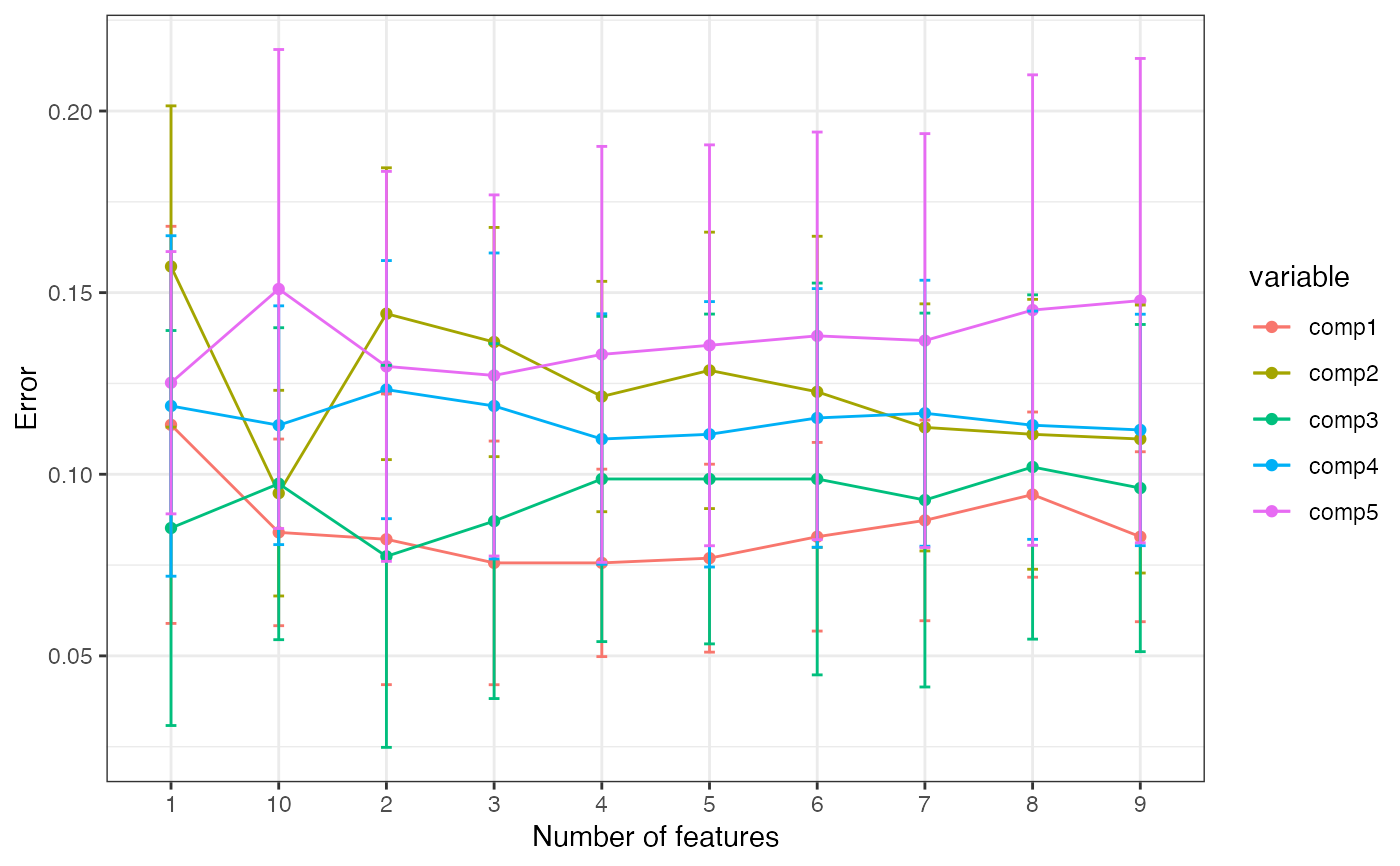 0.20
0.15
0.10
0.05
Error
1 10 2 3 4 5 6 7 8 9
Number of features
variable
comp1
comp2
comp3
comp4
comp5